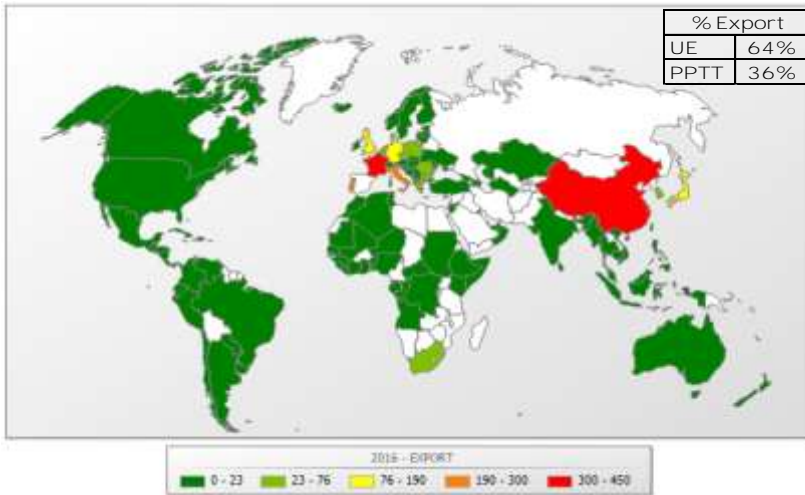 % Export
UE 64%
PPTT 36%
2016 - EXPORT
0 - 23 23 - 76 76 - 190 190 - 300 300 - 450